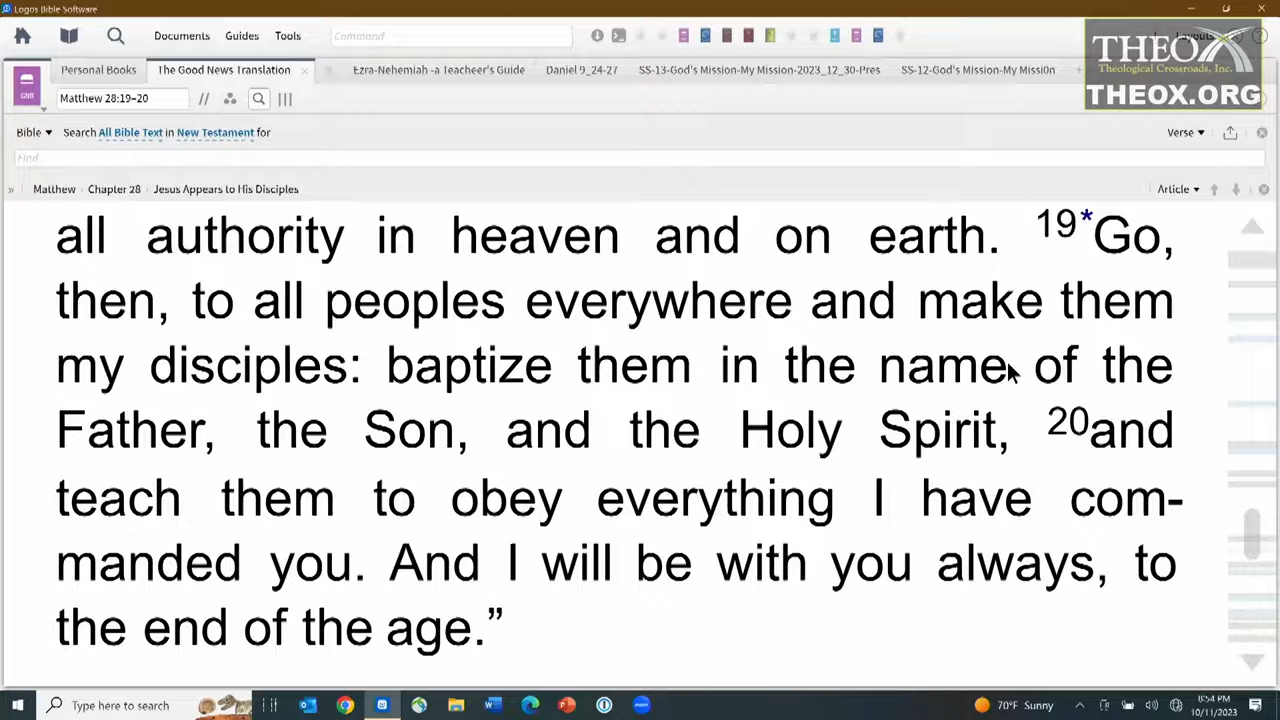 Logos Bible Software
Documents Guides Tools Command Layouts
THEOX
Theological Crossroads, Inc.
THEOX.ORG
Personal Books The Good News Translation Guide Daniel 9_24-27 SS-13-God's Mission-My Mission-2023_12_30-Pre SS-12-God's Mission-My Missi0n
GNB Matthew 28:19–20
Bible Search All Bible Text in New Testament for Verse
Find
» Matthew Chapter 28 Jesus Appears to His Disciples Article
all authority in heaven and on earth. 19*Go,
then, to all peoples everywhere and make them
my disciples: baptize them in the name of the
Father, the Son, and the Holy Spirit, 20and
teach them to obey everything I have com-
manded you. And I will be with you always, to
the end of the age.”
Type here to search 70°F Sunny
8:54 PM
10/11/2023